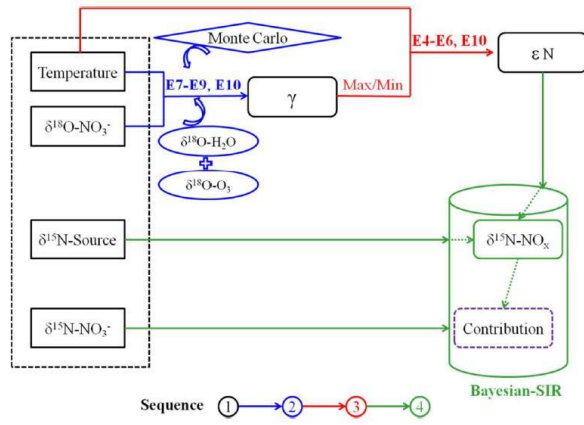 Monte Carlo
E4–E6, E10
Temperature
E7–E9, E10
γ
Max/Min
ε N
δ¹⁸O-NO₃⁻
δ¹⁸O-H₂O
δ¹⁸O-O₃
δ¹⁵N-Source
δ¹⁵N-NOₓ
δ¹⁵N-NO₃⁻
Contribution
Bayesian-SIR
Sequence 1 2 3 4